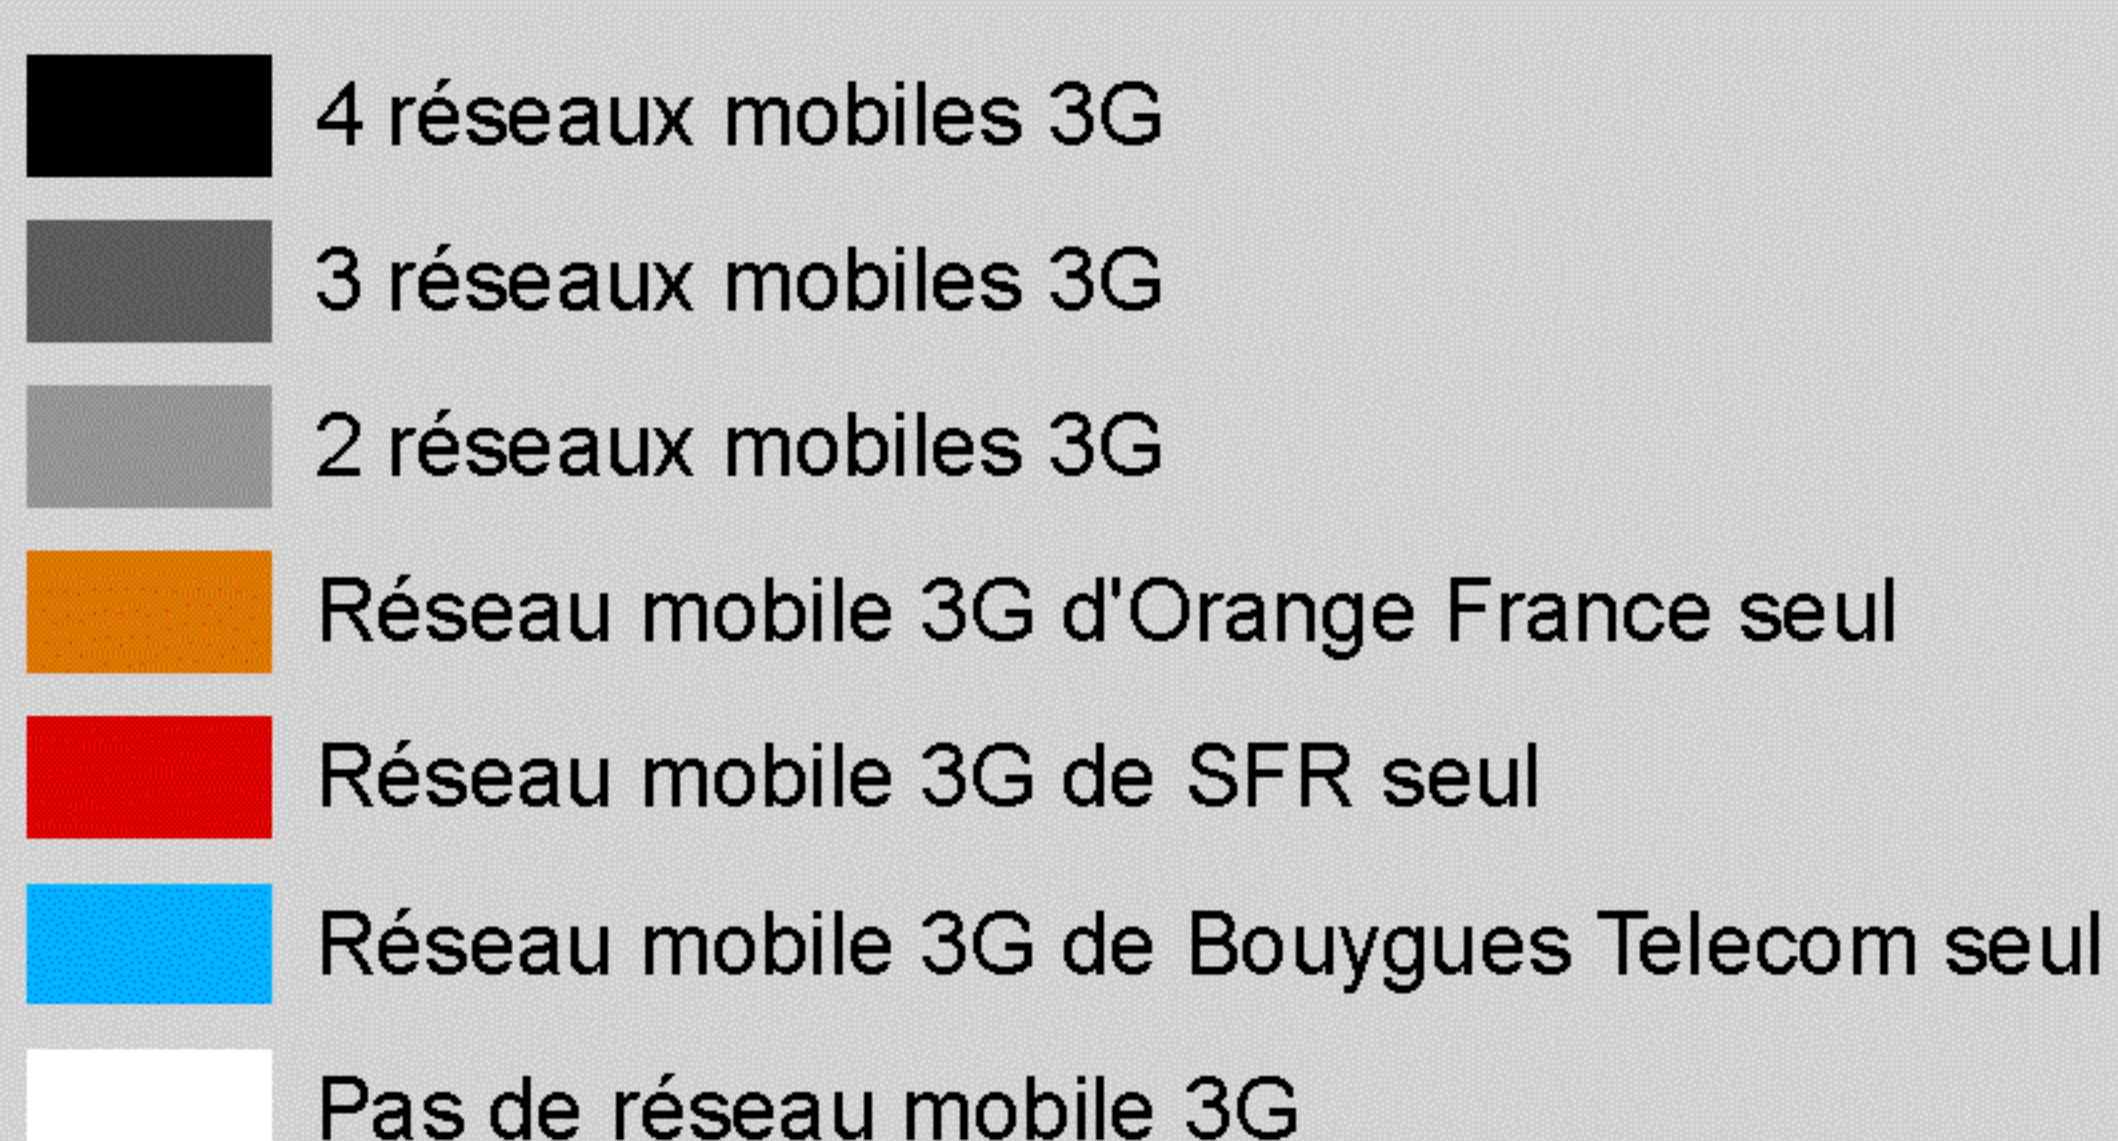 4 réseaux mobiles 3G
3 réseaux mobiles 3G
2 réseaux mobiles 3G
Réseau mobile 3G d'Orange France seul
Réseau mobile 3G de SFR seul
Réseau mobile 3G de Bouygues Telecom seul
Pas de réseau mobile 3G